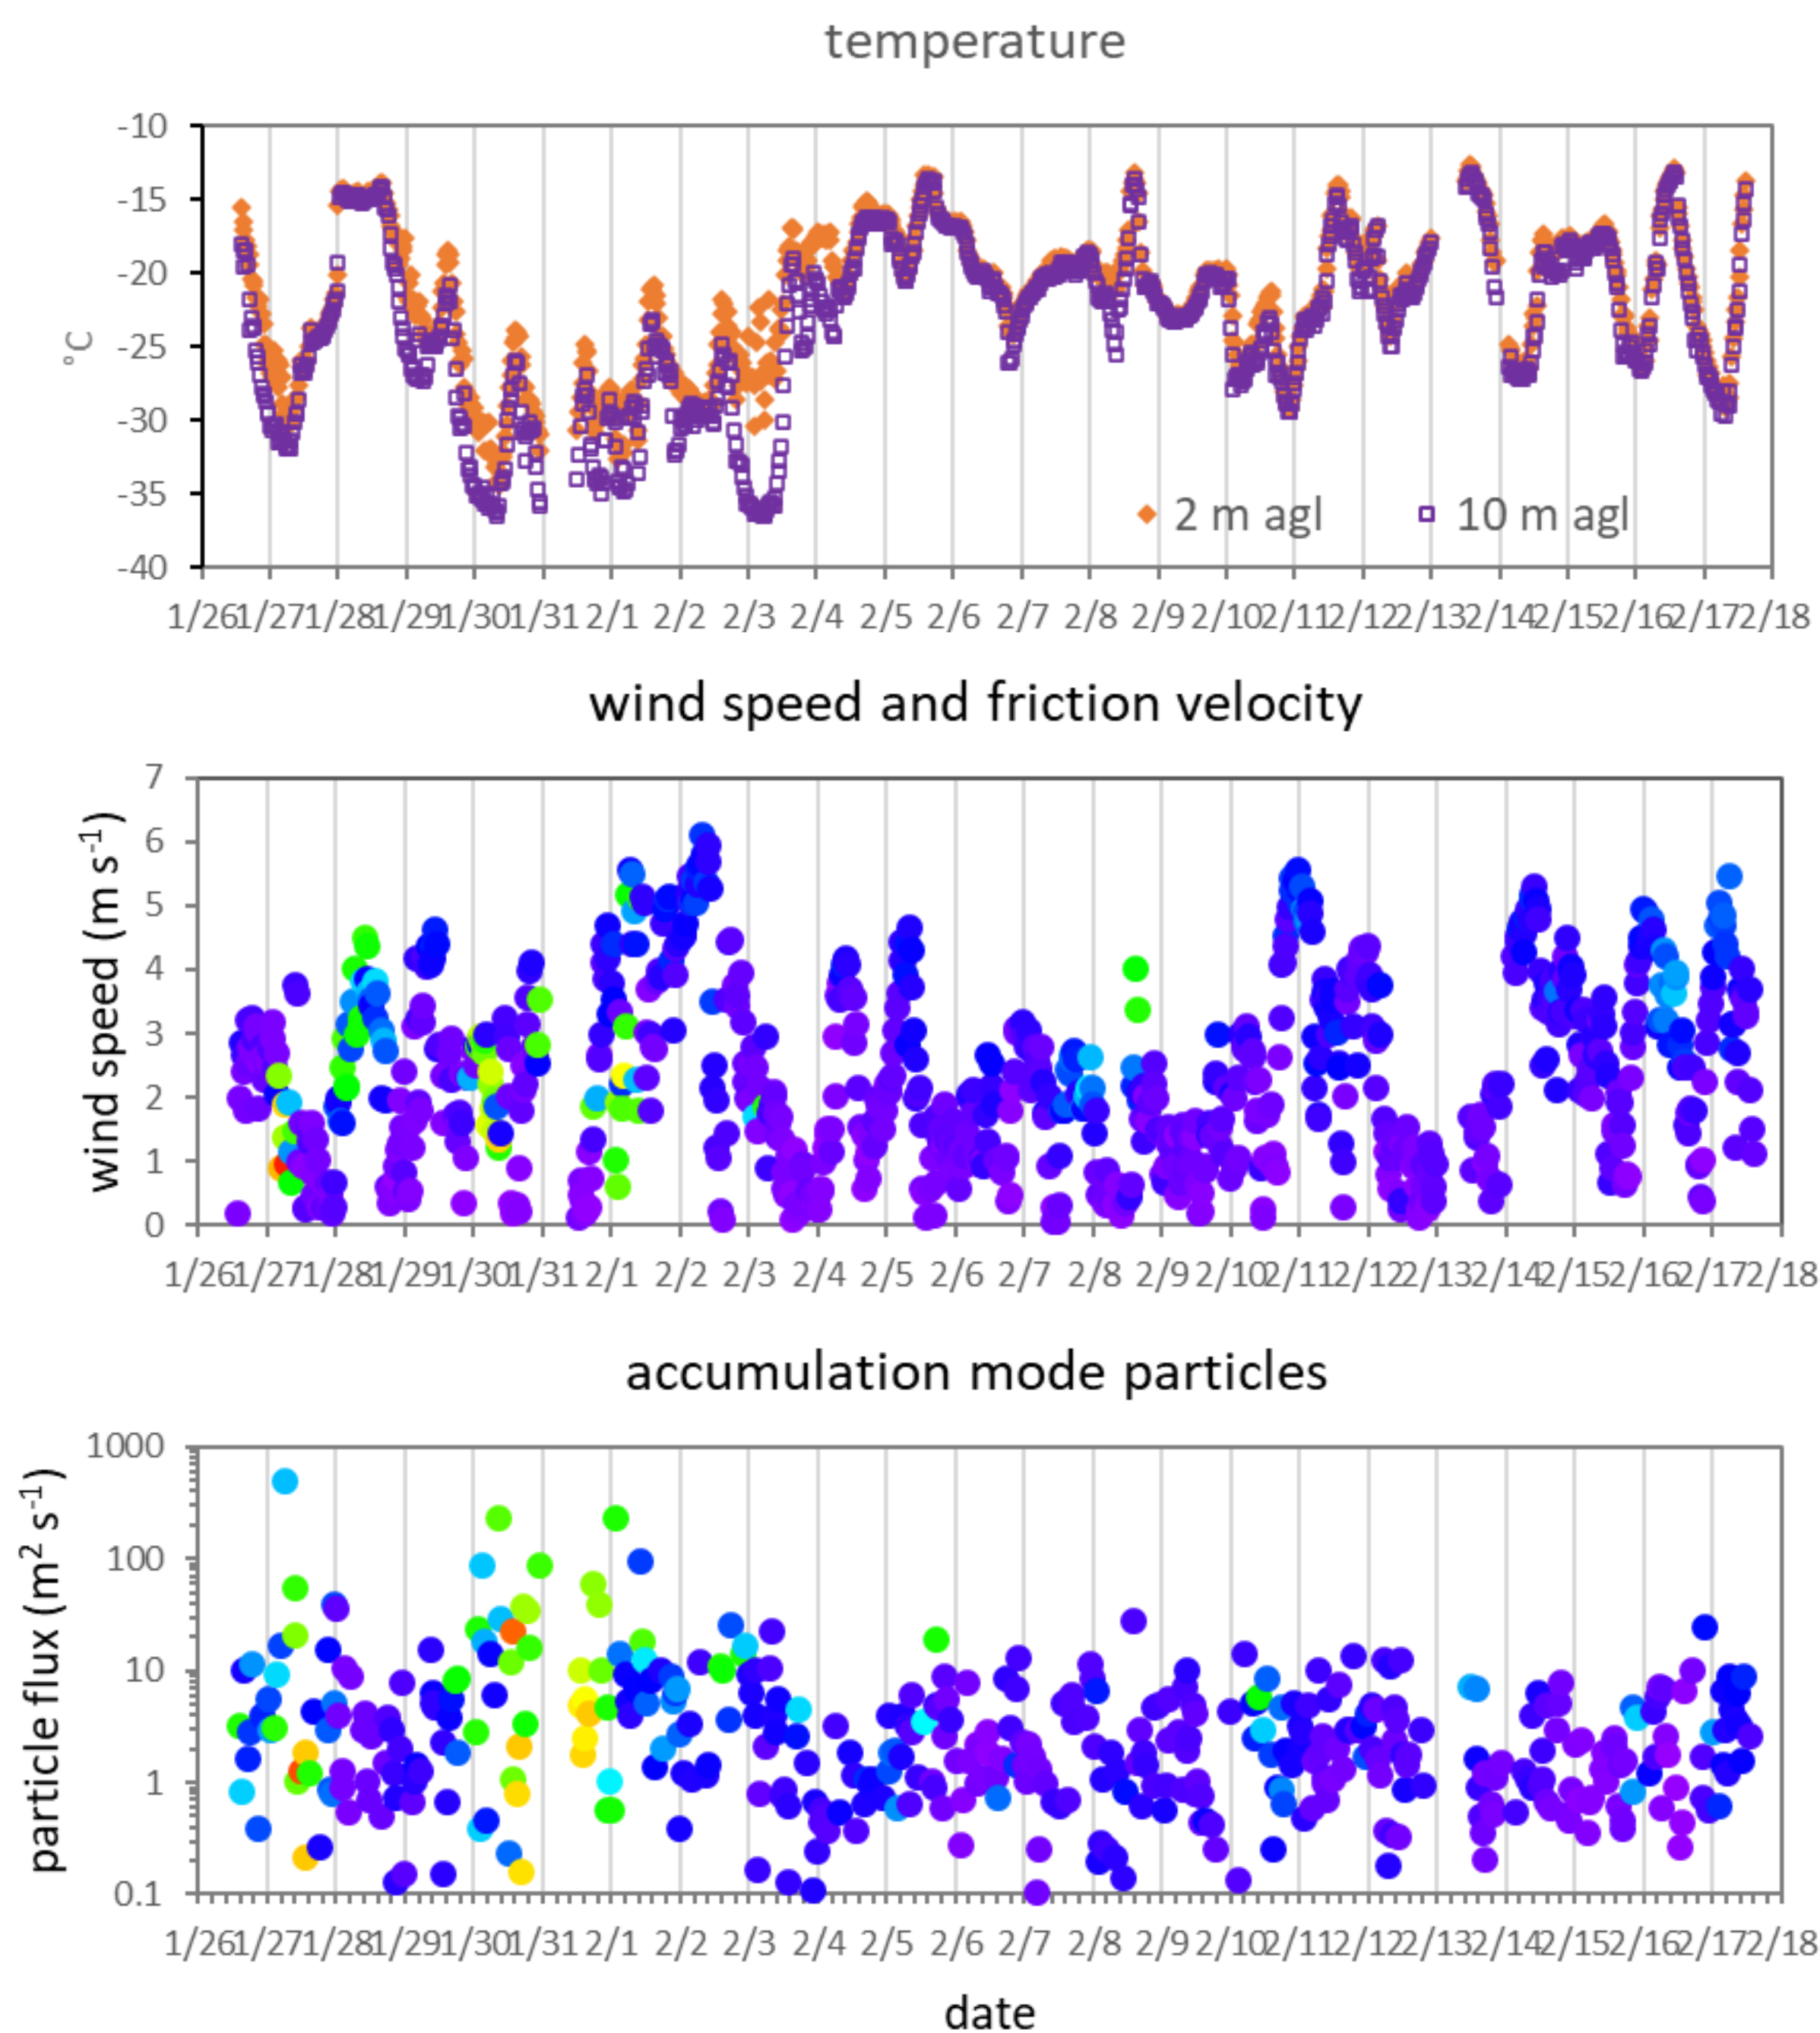 temperature
-10
-15
-20
°C
-25
-30
-35
2 m agl 10 m agl
-40
1/26 1/27 1/28 1/29 1/30 1/31 2/1 2/2 2/3 2/4 2/5 2/6 2/7 2/8 2/9 2/10 2/11 2/12 2/13 2/14 2/15 2/16 2/17 2/18
wind speed and friction velocity
wind speed (m s⁻¹)
7
6
5
4
3
2
1
0
1/26 1/27 1/28 1/29 1/30 1/31 2/1 2/2 2/3 2/4 2/5 2/6 2/7 2/8 2/9 2/10 2/11 2/12 2/13 2/14 2/15 2/16 2/17 2/18
accumulation mode particles
particle flux (m² s⁻¹)
1000
100
10
1
0.1
1/26 1/27 1/28 1/29 1/30 1/31 2/1 2/2 2/3 2/4 2/5 2/6 2/7 2/8 2/9 2/10 2/11 2/12 2/13 2/14 2/15 2/16 2/17 2/18
date